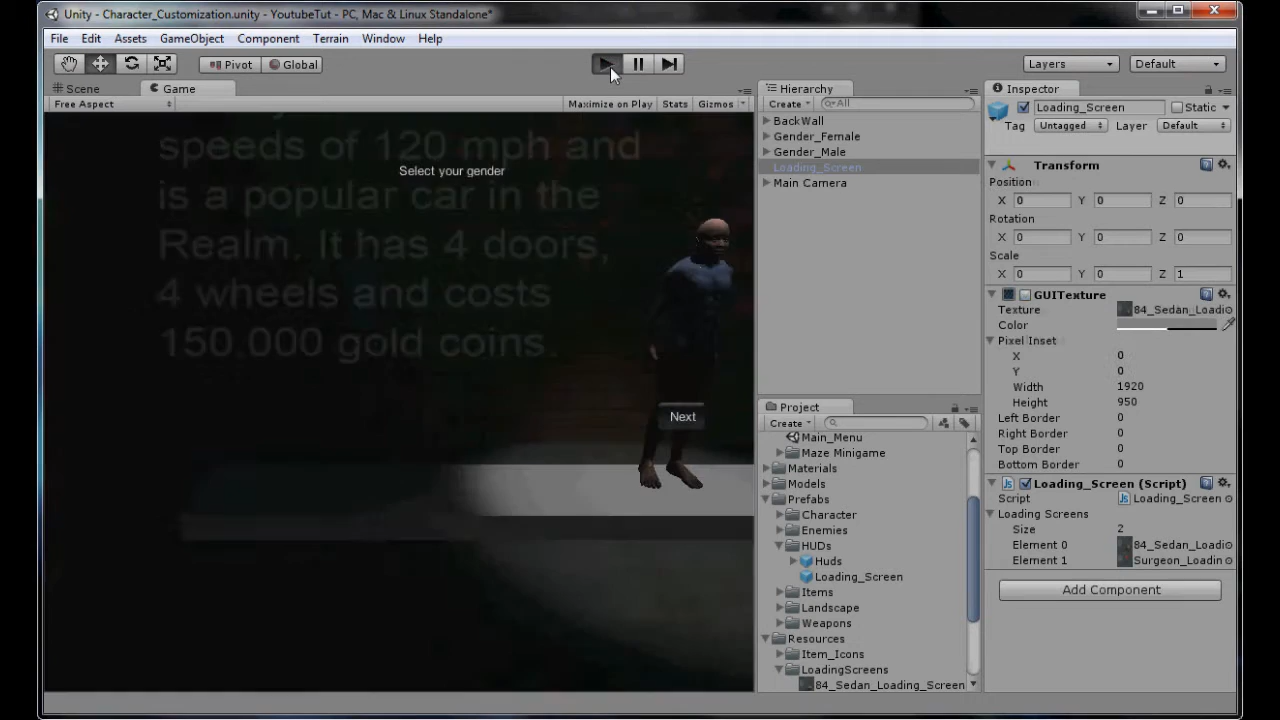 Unity - Character_Customization.unity - YoutubeTut - PC, Mac & Linux Standalone*
File Edit Assets GameObject Component Terrain Window Help
Pivot Global Layers Default
Scene Game
Free Aspect Maximize on Play Stats Gizmos
speeds of 120 mph and
is a popular car in the
Realm. It has 4 doors,
4 wheels and costs
150.000 gold coins.
Select your gender
Next
Hierarchy
Create All
BackWall
Gender_Female
Gender_Male
Loading_Screen
Main Camera
Project
Create
Main_Menu
Maze Minigame
Materials
Models
Prefabs
Character
Enemies
HUDs
Huds
Loading_Screen
Items
Landscape
Weapons
Resources
Item_Icons
LoadingScreens
84_Sedan_Loading_Screen
Inspector
Loading_Screen Static
Tag Untagged Layer Default
Transform
Position
X 0 Y 0 Z 0
Rotation
X 0 Y 0 Z 0
Scale
X 0 Y 0 Z 1
GUITexture
Texture 84_Sedan_Loadi
Color
Pixel Inset
X 0
Y 0
Width 1920
Height 950
Left Border 0
Right Border 0
Top Border 0
Bottom Border 0
Loading_Screen (Script)
Script Loading_Screen
Loading Screens
Size 2
Element 0 84_Sedan_Loadi
Element 1 Surgeon_Loadin
Add Component